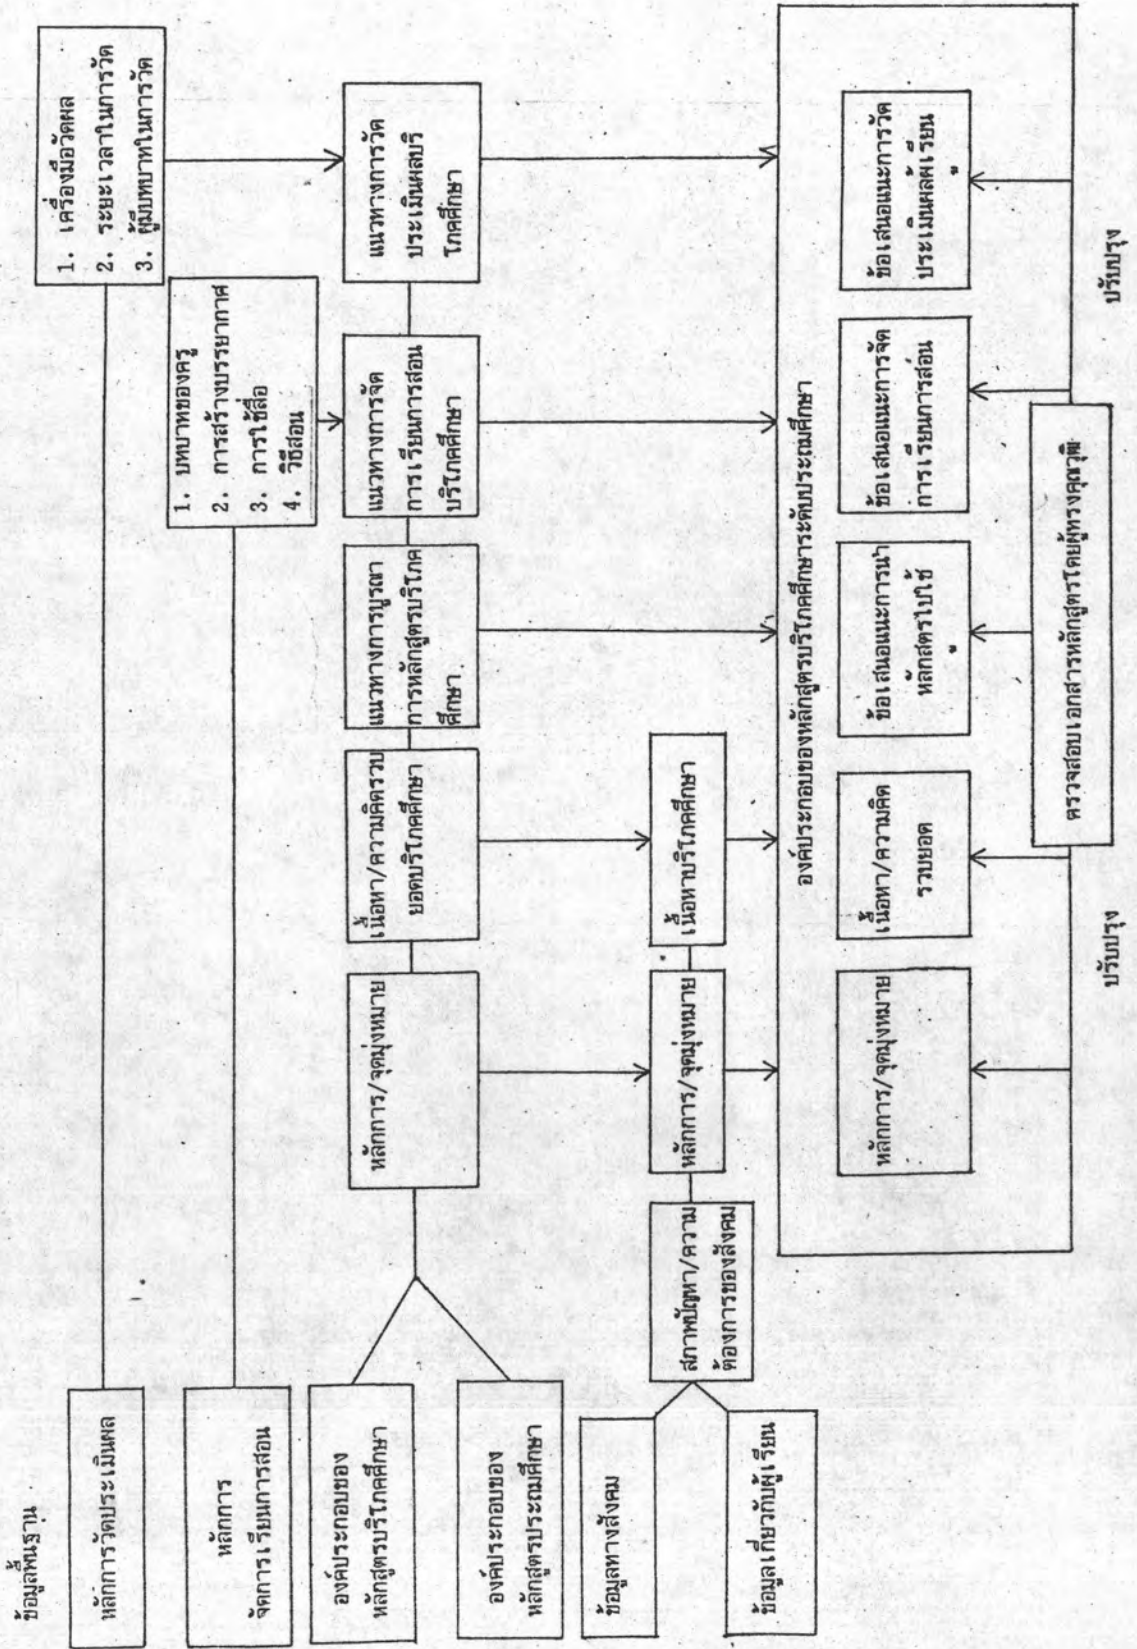 ข้อมูลพื้นฐาน
หลักการวัดประเมินผล
1. เครื่องมือวัดผล
2. ระยะเวลาในการวัด
3. ผู้มีบทบาทในการวัด
หลักการ
จัดการเรียนการสอน
1. บทบาทของครู
2. การสร้างบรรยากาศ
3. การใช้สื่อ
4. วิธีสอน
องค์ประกอบของ
หลักสูตรบริโภคศึกษา
องค์ประกอบของ
หลักสูตรประถมศึกษา
หลักการ/จุดมุ่งหมาย
เนื้อหา/ความคิดรวบ
ยอดบริโภคศึกษา
แนวทางการบูรณา
การหลักสูตรบริโภค
ศึกษา
แนวทางการจัด
การเรียนการสอน
บริโภคศึกษา
แนวทางการวัด
ประเมินผลบริ
โภคศึกษา
ข้อมูลทางสังคม
ข้อมูลเกี่ยวกับผู้เรียน
สภาพปัญหา/ความ
ต้องการของสังคม
หลักการ/จุดมุ่งหมาย
เนื้อหาบริโภคศึกษา
องค์ประกอบของหลักสูตรบริโภคศึกษาระดับประถมศึกษา
หลักการ/จุดมุ่งหมาย
เนื้อหา/ความคิด
รวบยอด
ข้อเสนอแนะการนำ
หลักสูตรไปใช้
ข้อเสนอแนะการจัด
การเรียนการสอน
ข้อเสนอแนะการวัด
ประเมินผลผู้เรียน
ตรวจสอบเอกสารหลักสูตรโดยผู้ทรงคุณวุฒิ
ปรับปรุง
ปรับปรุง